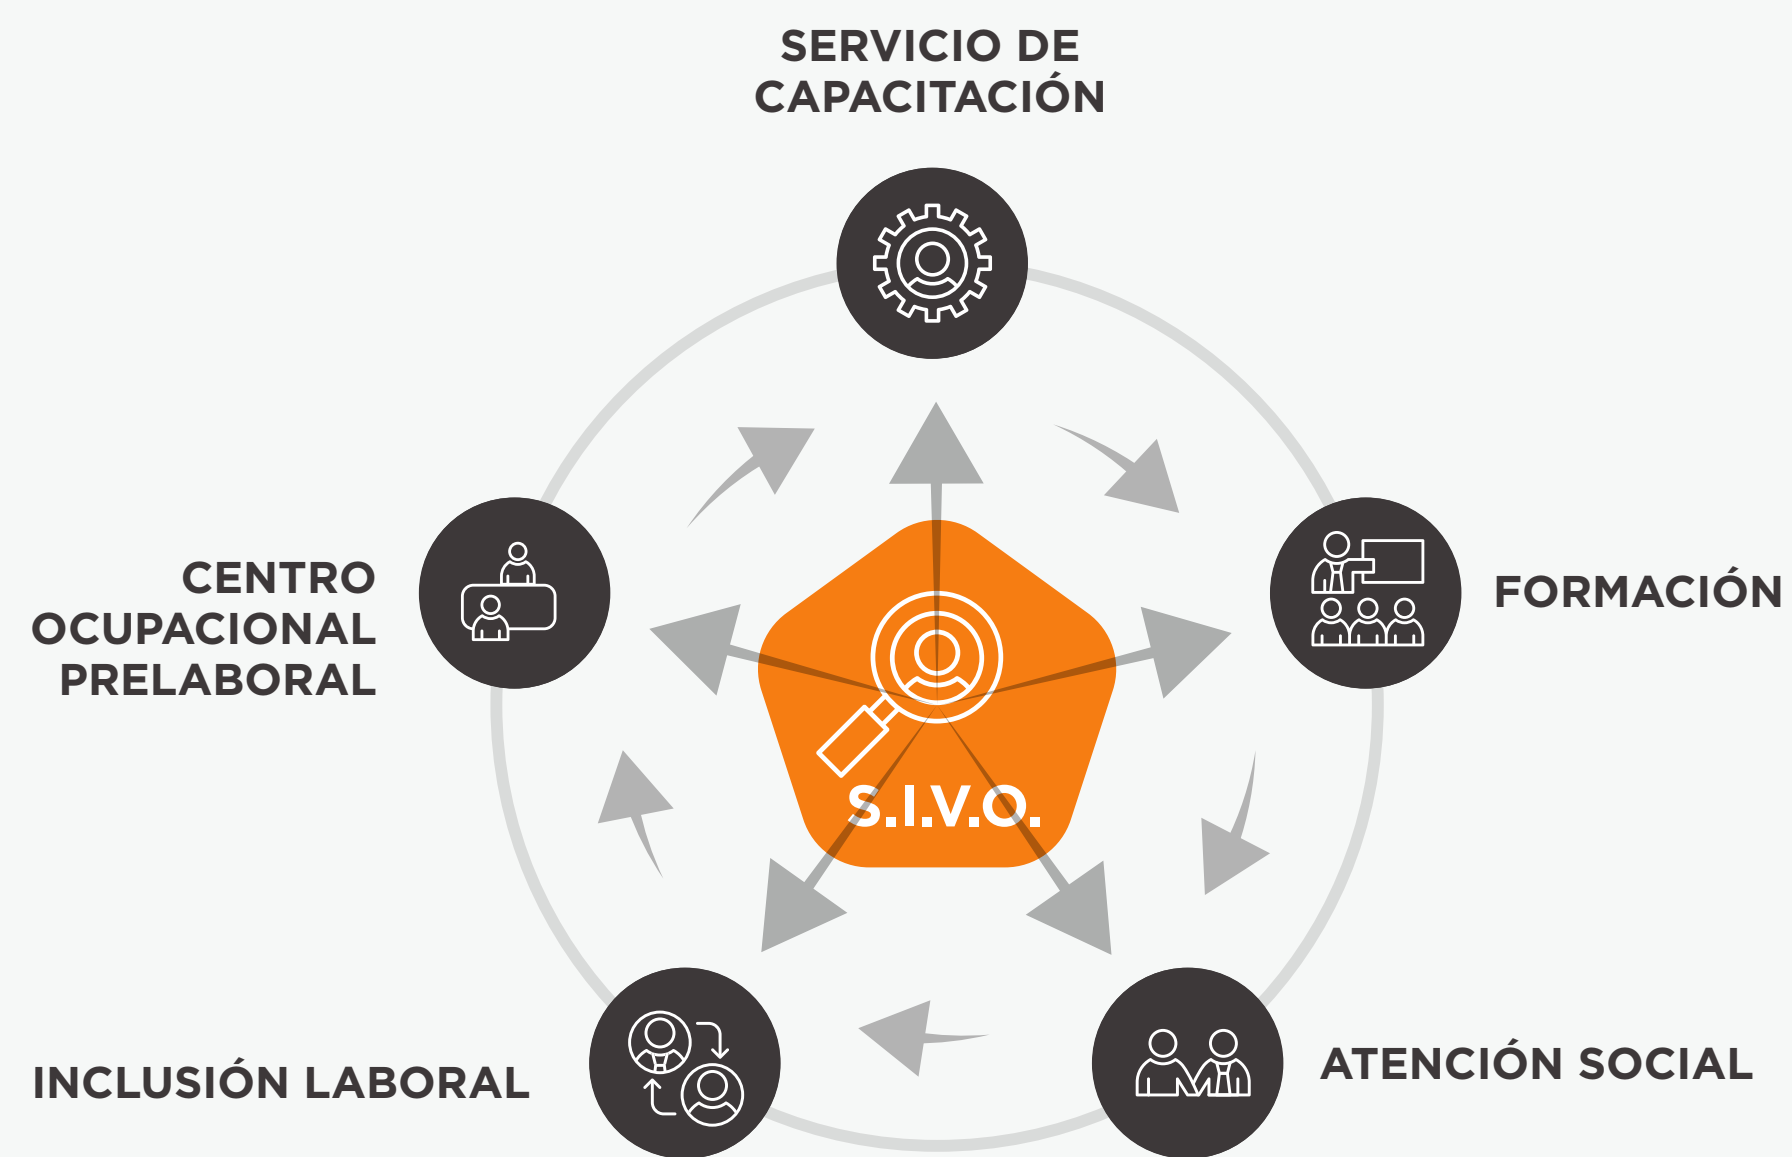 SERVICIO DE
CAPACITACIÓN
CENTRO
OCUPACIONAL
PRELABORAL
FORMACIÓN
S.I.V.O.
INCLUSIÓN LABORAL
ATENCIÓN SOCIAL